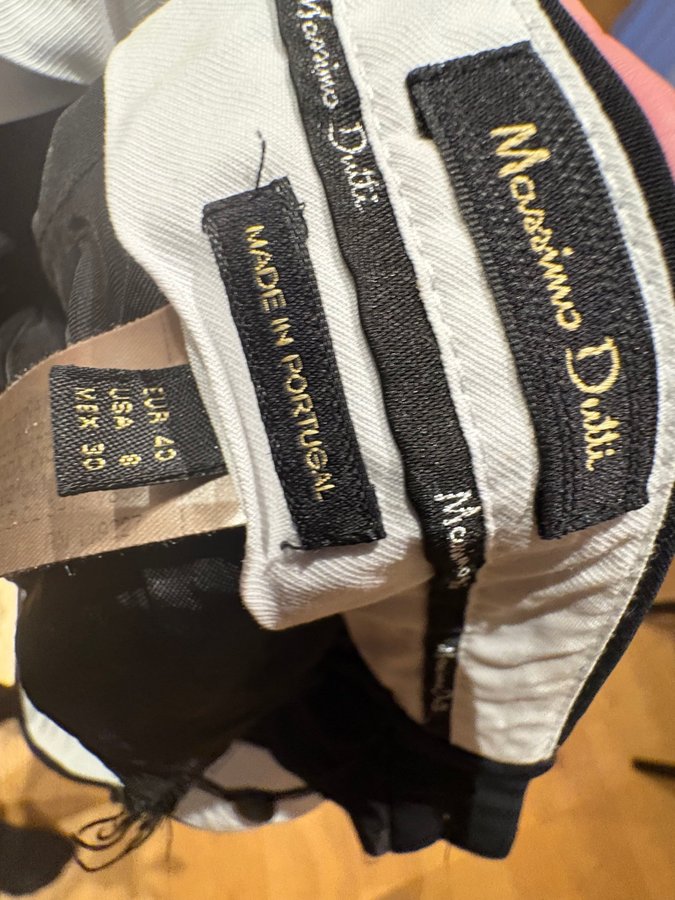 Massimo Dutti
Massimo Dutti
MADE IN PORTUGAL
EUR 40
USA 8
MEX 30